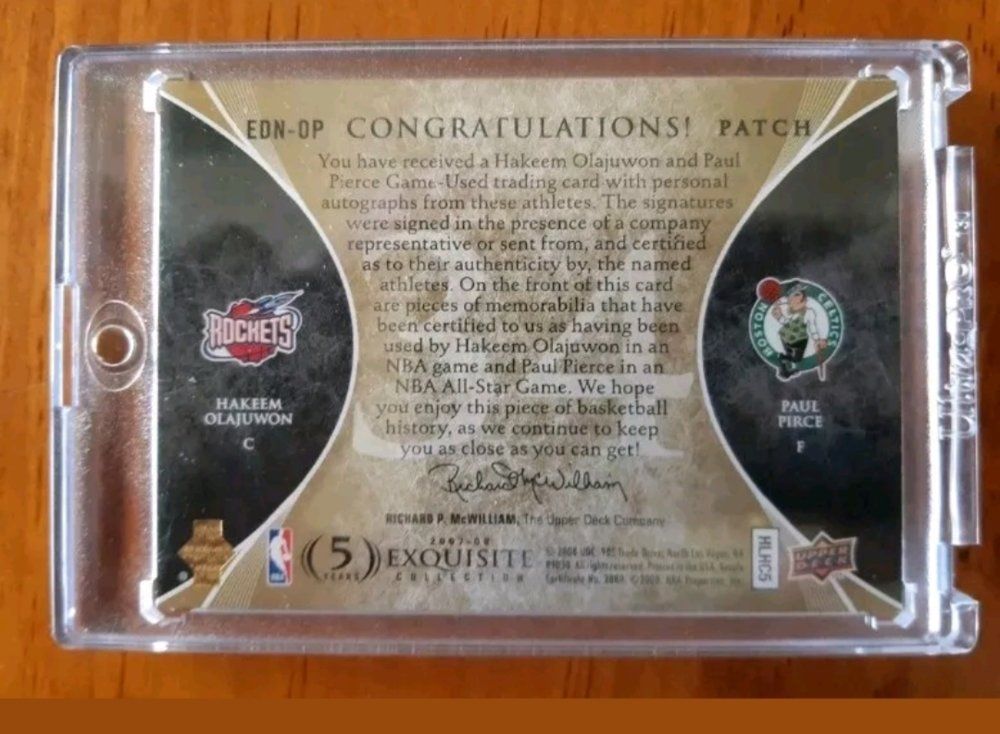 EDN-OP CONGRATULATIONS! PATCH
You have received a Hakeem Olajuwon and Paul
Pierce Game-Used trading card with personal
autographs from these athletes. The signatures
were signed in the presence of a company
representative or sent from, and certified
as to their authenticity by, the named
athletes. On the front of this card
are pieces of memorabilia that have
been certified to us as having been
used by Hakeem Olajuwon in an
NBA game and Paul Pierce in an
NBA All-Star Game. We hope
you enjoy this piece of basketball
history, as we continue to keep
you as close as you can get!
ROCKETS
HAKEEM
OLAJUWON
C
BOSTON CELTICS
PAUL
PIRCE
F
Richard P. McWilliam
RICHARD P. McWILLIAM, The Upper Deck Company
NBA
5
YEARS
2007-08
EXQUISITE
COLLECTION
HLHC5
UPPER
DECK